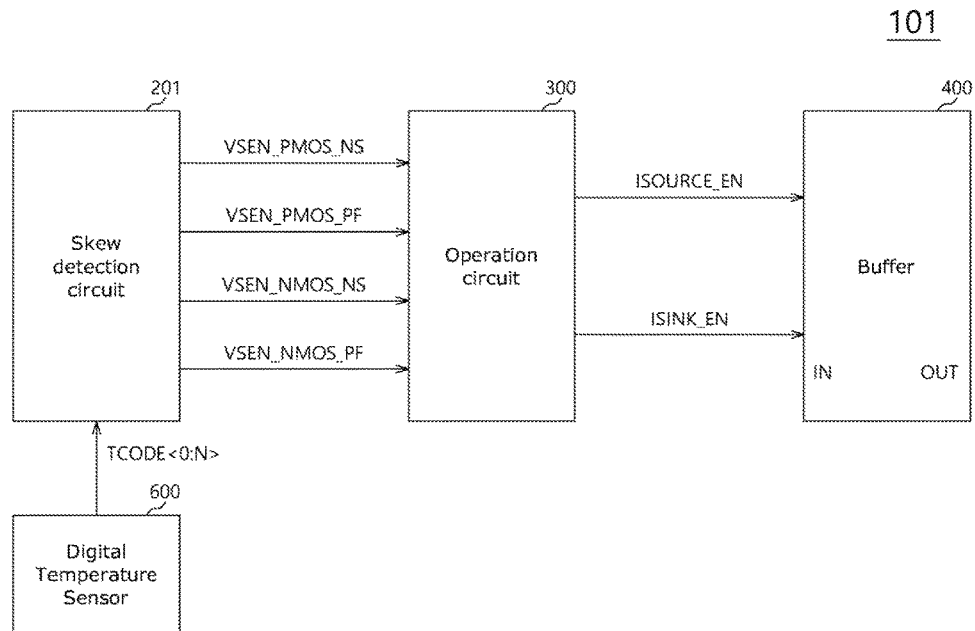 101
201
300
400
VSEN_PMOS_NS
VSEN_PMOS_PF
VSEN_NMOS_NS
VSEN_NMOS_PF
Skew
detection
circuit
Operation
circuit
ISOURCE_EN
ISINK_EN
Buffer
IN
OUT
TCODE<0:N>
600
Digital
Temperature
Sensor